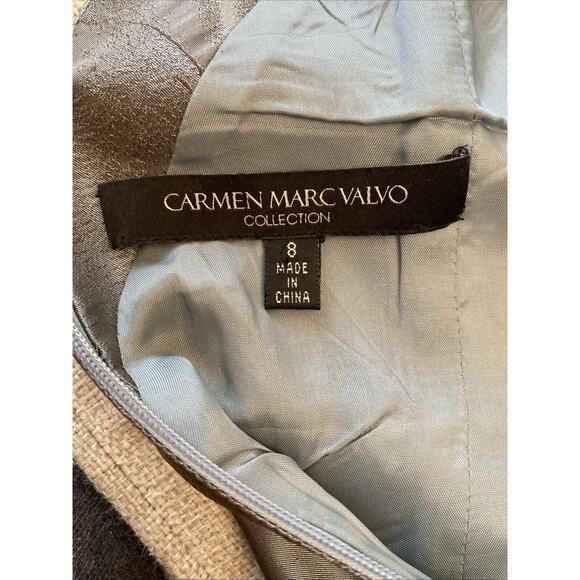 CARMEN MARC VALVO
COLLECTION
8
MADE
IN
CHINA